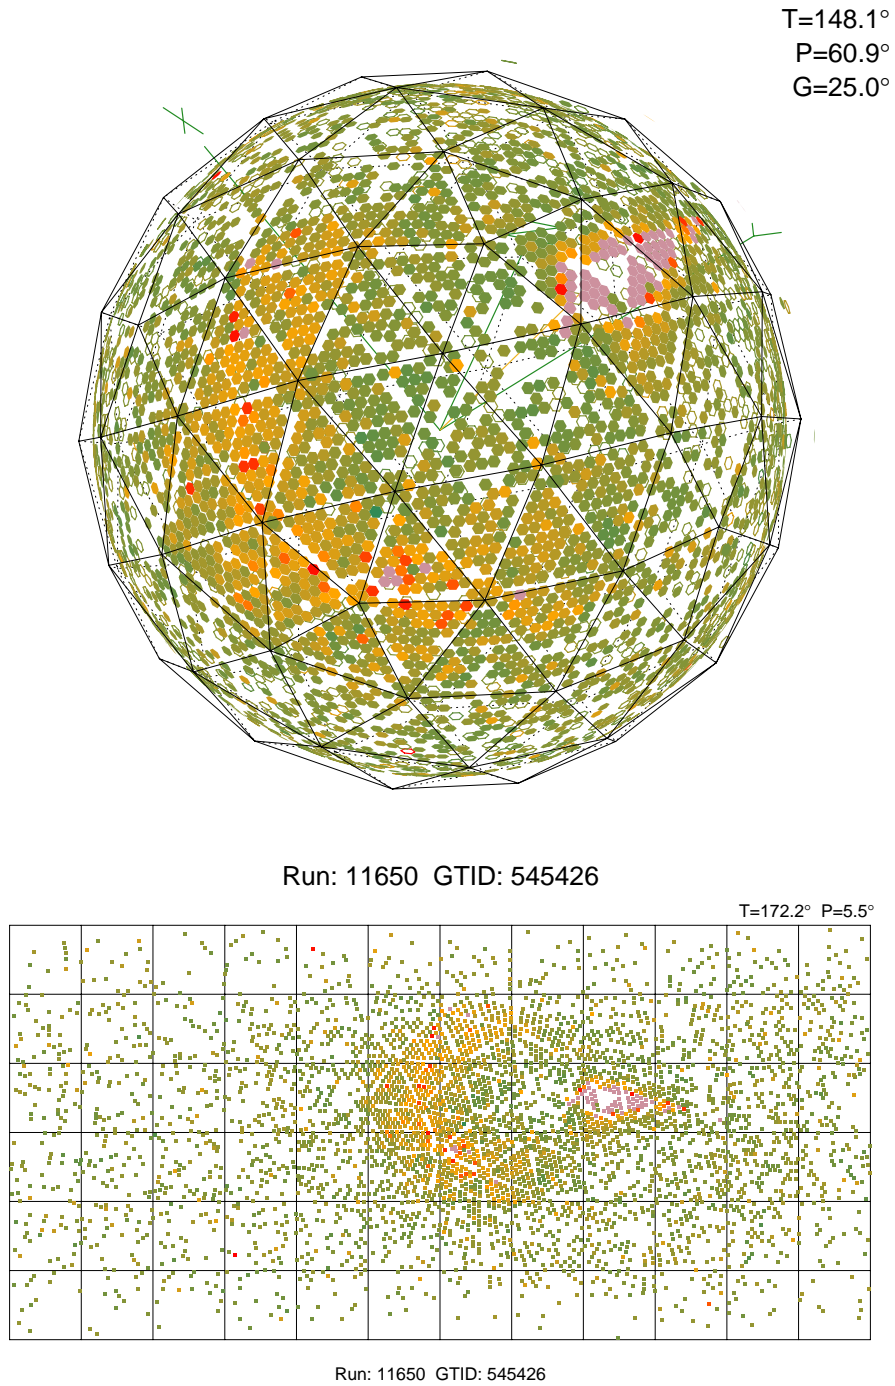 T=148.1°
P=60.9°
G=25.0°
Run: 11650 GTID: 545426
T=172.2° P=5.5°
Run: 11650 GTID: 545426